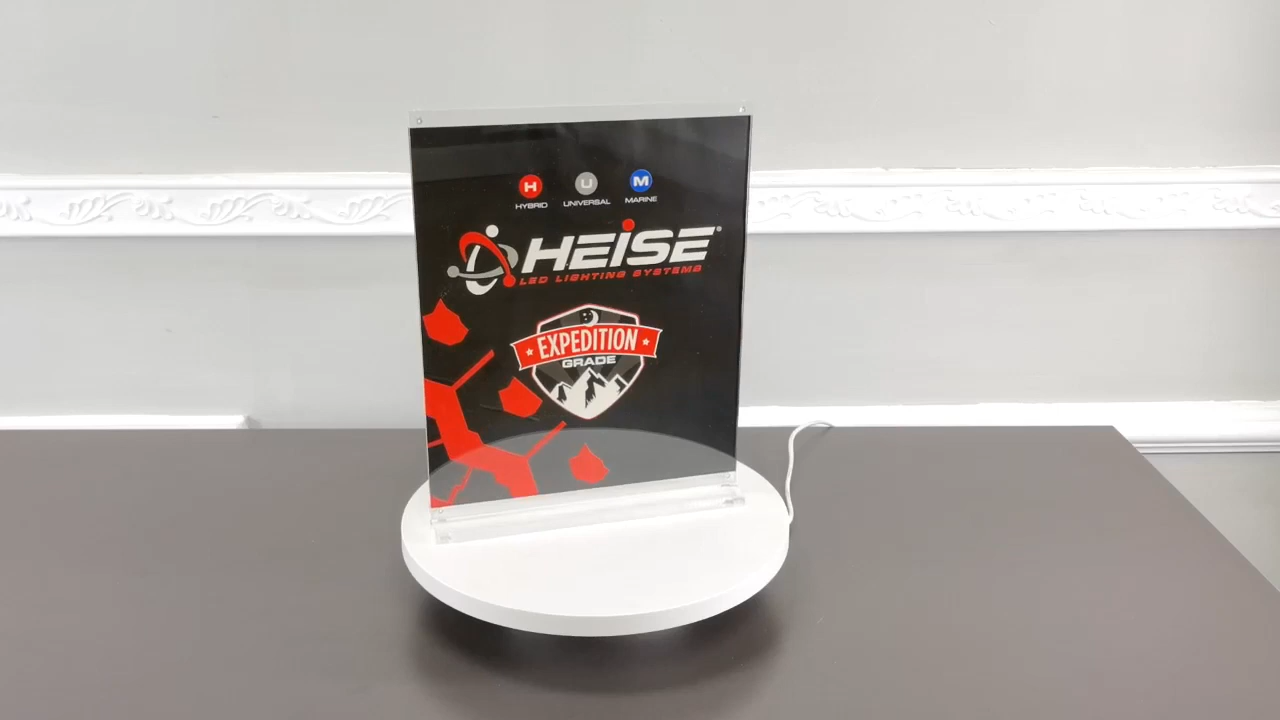 H U M
HYBRID UNIVERSAL MARINE
HEISE®
LED LIGHTING SYSTEMS
EXPEDITION
GRADE